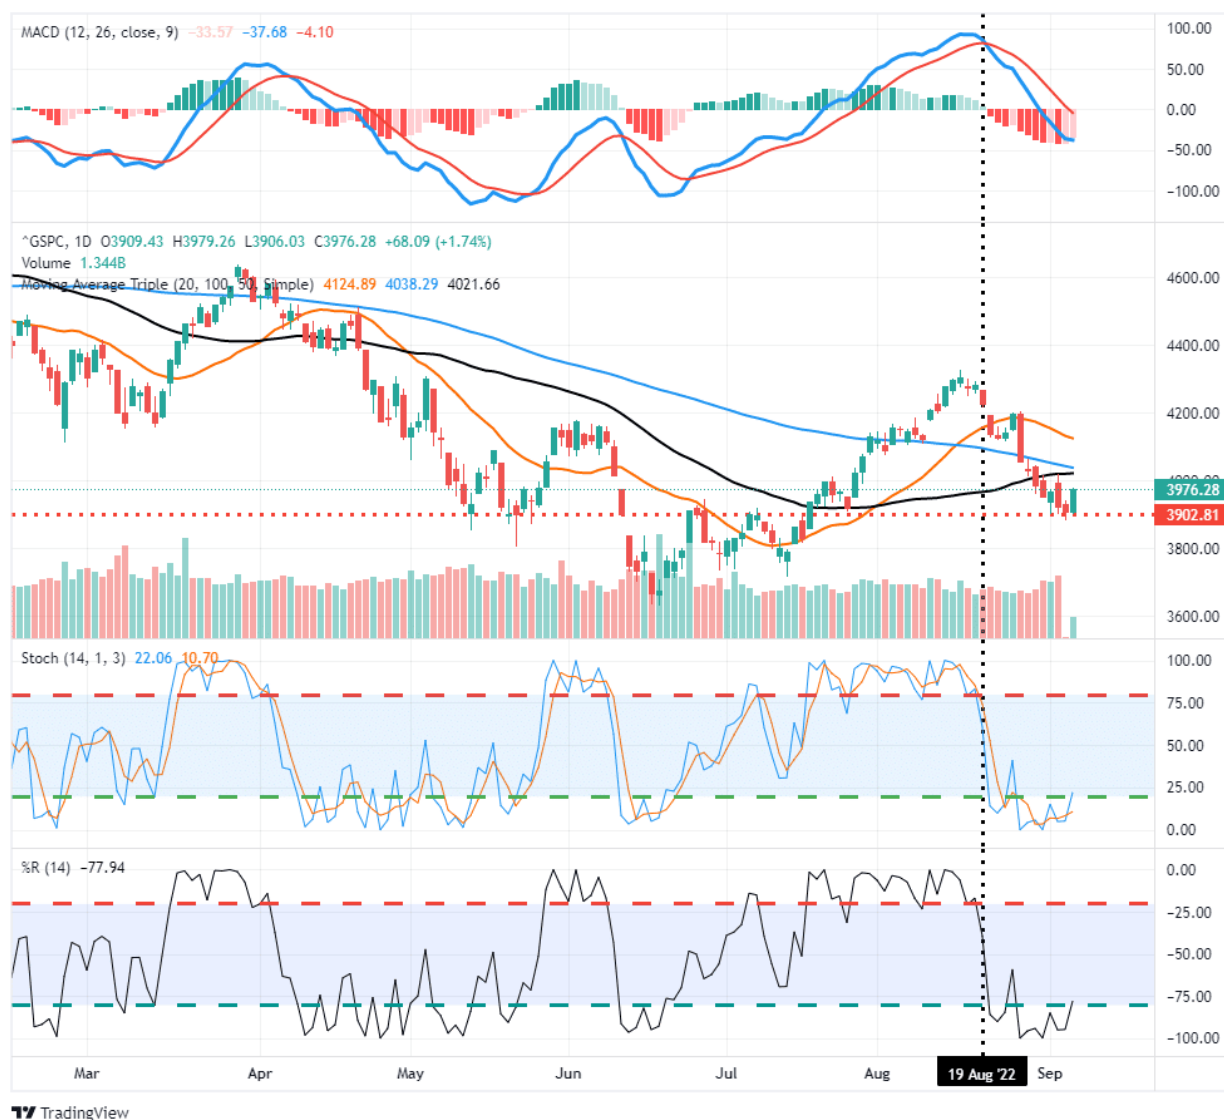 MACD (12, 26, close, 9) −33.57 −37.68 −4.10
100.00
50.00
0.00
−50.00
−100.00
^GSPC, 1D O3909.43 H3979.26 L3906.03 C3976.28 +68.09 (+1.74%)
Volume 1.344B
Moving Average Triple (20, 100, 50, Simple) 4124.89 4038.29 4021.66
4600.00
4400.00
4200.00
4000.00
3976.28
3902.81
3800.00
3600.00
Stoch (14, 1, 3) 22.06 10.70
100.00
75.00
50.00
25.00
0.00
%R (14) −77.94
0.00
−25.00
−50.00
−75.00
−100.00
Mar Apr May Jun Jul Aug 19 Aug '22 Sep
TradingView